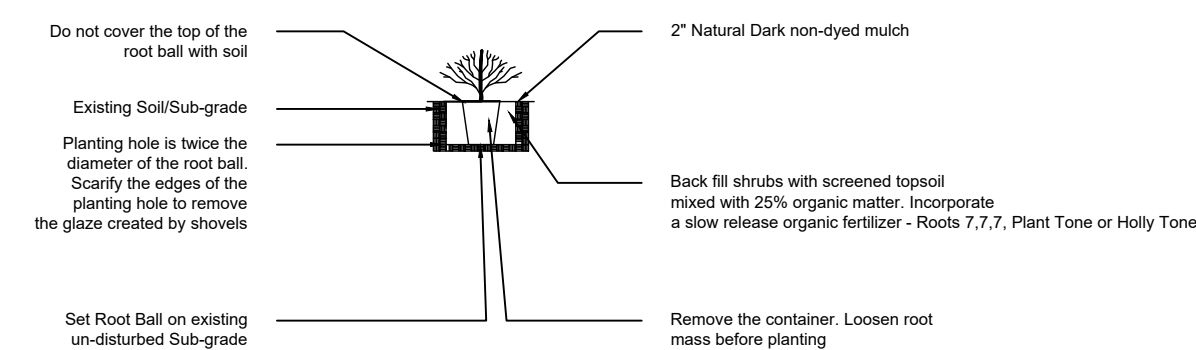 Do not cover the top of the
root ball with soil
Existing Soil/Sub-grade
Planting hole is twice the
diameter of the root ball.
Scarify the edges of the
planting hole to remove
the glaze created by shovels
Set Root Ball on existing
un-disturbed Sub-grade
2" Natural Dark non-dyed mulch
Back fill shrubs with screened topsoil
mixed with 25% organic matter. Incorporate
a slow release organic fertilizer - Roots 7,7,7, Plant Tone or Holly Tone
Remove the container. Loosen root
mass before planting